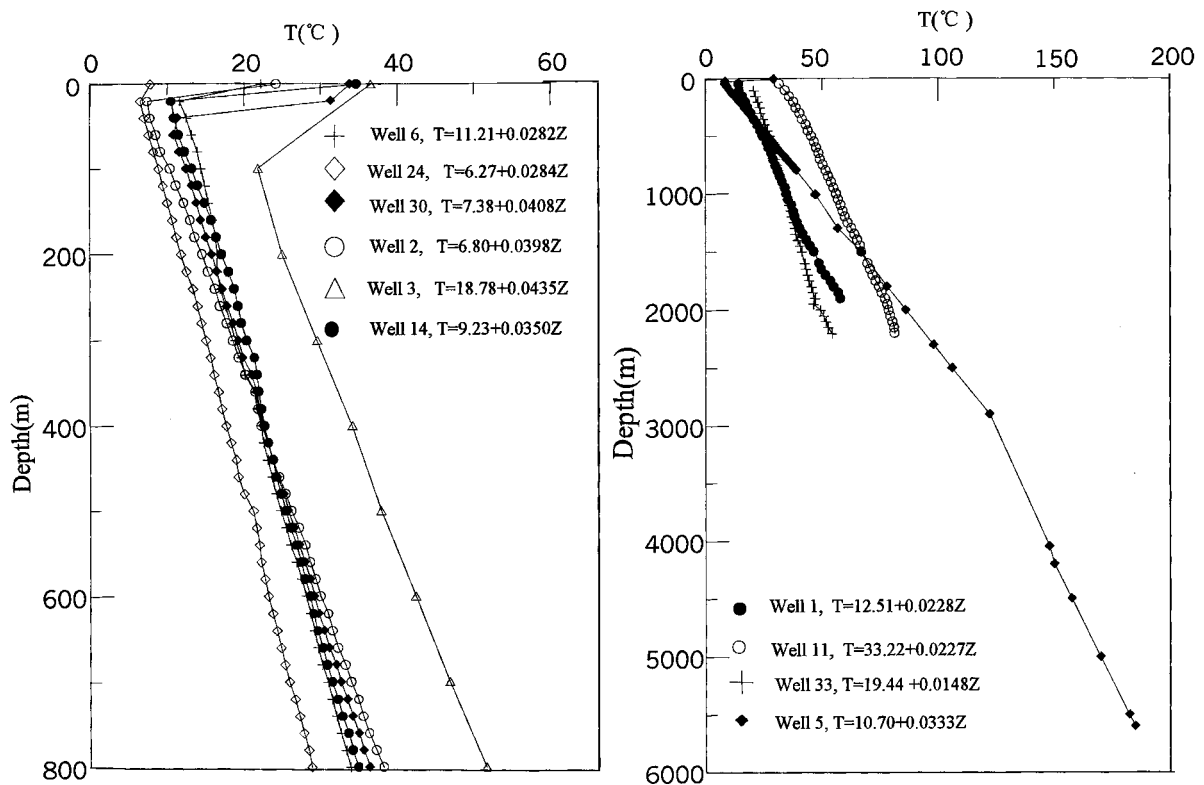 T(℃)
0 20 40 60
0
200
400
600
800
Depth(m)
Well 6, T=11.21+0.0282Z
Well 24, T=6.27+0.0284Z
Well 30, T=7.38+0.0408Z
Well 2, T=6.80+0.0398Z
Well 3, T=18.78+0.0435Z
Well 14, T=9.23+0.0350Z
T(℃)
0 50 100 150 200
0
1000
2000
3000
4000
5000
6000
Depth(m)
Well 1, T=12.51+0.0228Z
Well 11, T=33.22+0.0227Z
Well 33, T=19.44 +0.0148Z
Well 5, T=10.70+0.0333Z